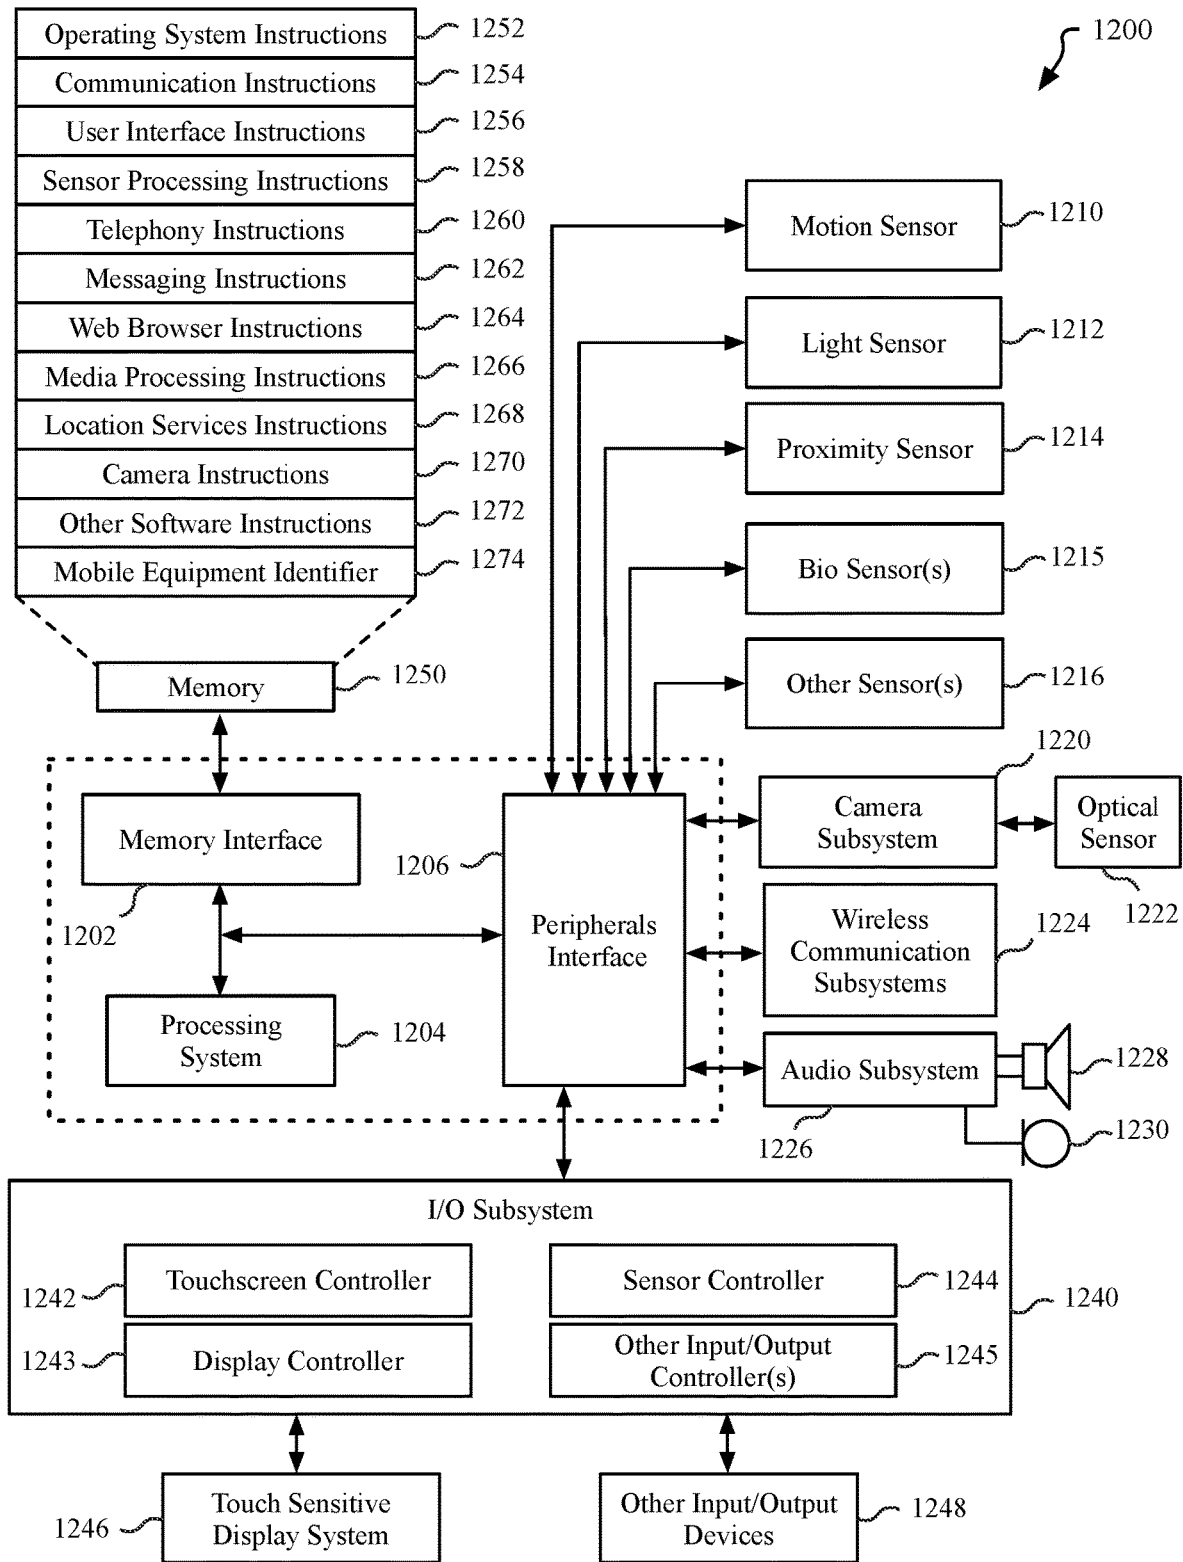 Operating System Instructions 1252
Communication Instructions 1254
User Interface Instructions 1256
Sensor Processing Instructions 1258
Telephony Instructions 1260
Messaging Instructions 1262
Web Browser Instructions 1264
Media Processing Instructions 1266
Location Services Instructions 1268
Camera Instructions 1270
Other Software Instructions 1272
Mobile Equipment Identifier 1274
Memory 1250
1200
Motion Sensor 1210
Light Sensor 1212
Proximity Sensor 1214
Bio Sensor(s) 1215
Other Sensor(s) 1216
Memory Interface
1202
Processing
System
1204
1206
Peripherals
Interface
1220
Camera
Subsystem
Optical
Sensor
1222
Wireless
Communication
Subsystems
1224
Audio Subsystem
1226
1228
1230
I/O Subsystem
1240
Touchscreen Controller
1242
Display Controller
1243
Sensor Controller
1244
Other Input/Output
Controller(s)
1245
Touch Sensitive
Display System
1246
Other Input/Output
Devices
1248